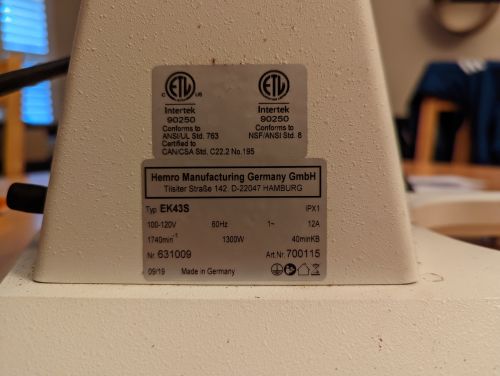 ETL
C US
Intertek
90250
Conforms to
ANSI/UL Std. 763
Certified to
CAN/CSA Std. C22.2 No.195
ETL
Intertek
90250
Conforms to
NSF/ANSI Std. 8
Hemro Manufacturing Germany GmbH
Tilsiter Straße 142. D-22047 HAMBURG
Typ EK43S IPX1
100-120V 60Hz 1~ 12A
1740min⁻¹ 1300W 40minKB
Nr. 631009 Art.Nr. 700115
09/19 Made in Germany